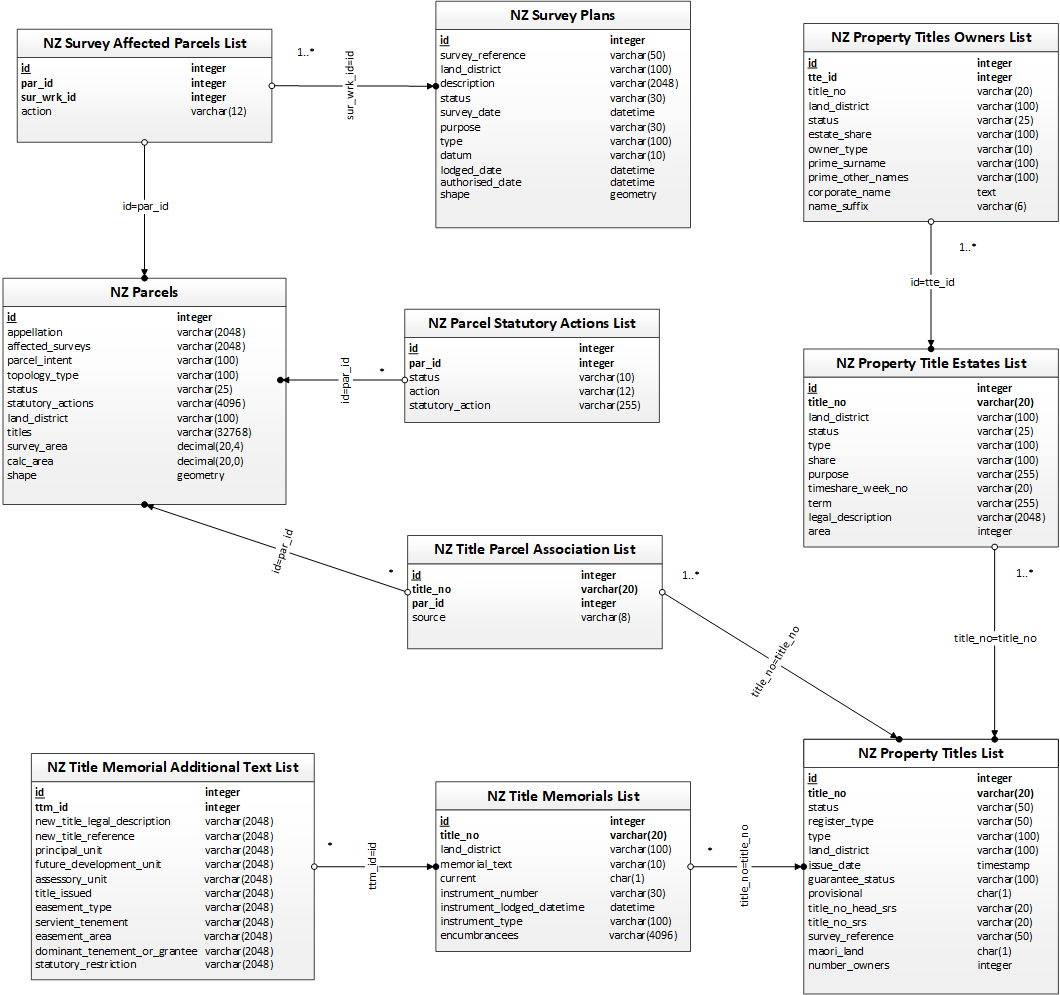 NZ Survey Affected Parcels List
id integer
par_id integer
sur_wrk_id integer
action varchar(12)
1..*
sur_wrk_id=id
id=par_id
NZ Survey Plans
id integer
survey_reference varchar(50)
land_district varchar(100)
description varchar(2048)
status varchar(30)
survey_date datetime
purpose varchar(30)
type varchar(100)
datum varchar(10)
lodged_date datetime
authorised_date datetime
shape geometry
NZ Property Titles Owners List
id integer
tte_id integer
title_no varchar(20)
land_district varchar(100)
status varchar(25)
estate_share varchar(100)
owner_type varchar(10)
prime_surname varchar(100)
prime_other_names varchar(100)
corporate_name text
name_suffix varchar(6)
1..*
id=tte_id
NZ Parcels
id integer
appellation varchar(2048)
affected_surveys varchar(2048)
parcel_intent varchar(100)
topology_type varchar(100)
status varchar(25)
statutory_actions varchar(4096)
land_district varchar(100)
titles varchar(32768)
survey_area decimal(20,4)
calc_area decimal(20,0)
shape geometry
id=par_id
*
NZ Parcel Statutory Actions List
id integer
par_id integer
status varchar(10)
action varchar(12)
statutory_action varchar(255)
NZ Property Title Estates List
id integer
title_no varchar(20)
land_district varchar(100)
status varchar(25)
type varchar(100)
share varchar(100)
purpose varchar(255)
timeshare_week_no varchar(20)
term varchar(255)
legal_description varchar(2048)
area integer
1..*
title_no=title_no
id=par_id
*
NZ Title Parcel Association List
id integer
title_no varchar(20)
par_id integer
source varchar(8)
1..*
title_no=title_no
NZ Title Memorial Additional Text List
id integer
ttm_id integer
new_title_legal_description varchar(2048)
new_title_reference varchar(2048)
principal_unit varchar(2048)
future_development_unit varchar(2048)
assessory_unit varchar(2048)
title_issued varchar(2048)
easement_type varchar(2048)
servient_tenement varchar(2048)
easement_area varchar(2048)
dominant_tenement_or_grantee varchar(2048)
statutory_restriction varchar(2048)
*
ttm_id=id
NZ Title Memorials List
id integer
title_no varchar(20)
land_district varchar(100)
memorial_text varchar(10)
current char(1)
instrument_number varchar(30)
instrument_lodged_datetime datetime
instrument_type varchar(100)
encumbrancees varchar(4096)
*
title_no=title_no
NZ Property Titles List
id integer
title_no varchar(20)
status varchar(50)
register_type varchar(50)
type varchar(100)
land_district varchar(100)
issue_date timestamp
guarantee_status varchar(100)
provisional char(1)
title_no_head_srs varchar(20)
title_no_srs varchar(20)
survey_reference varchar(50)
maori_land char(1)
number_owners integer